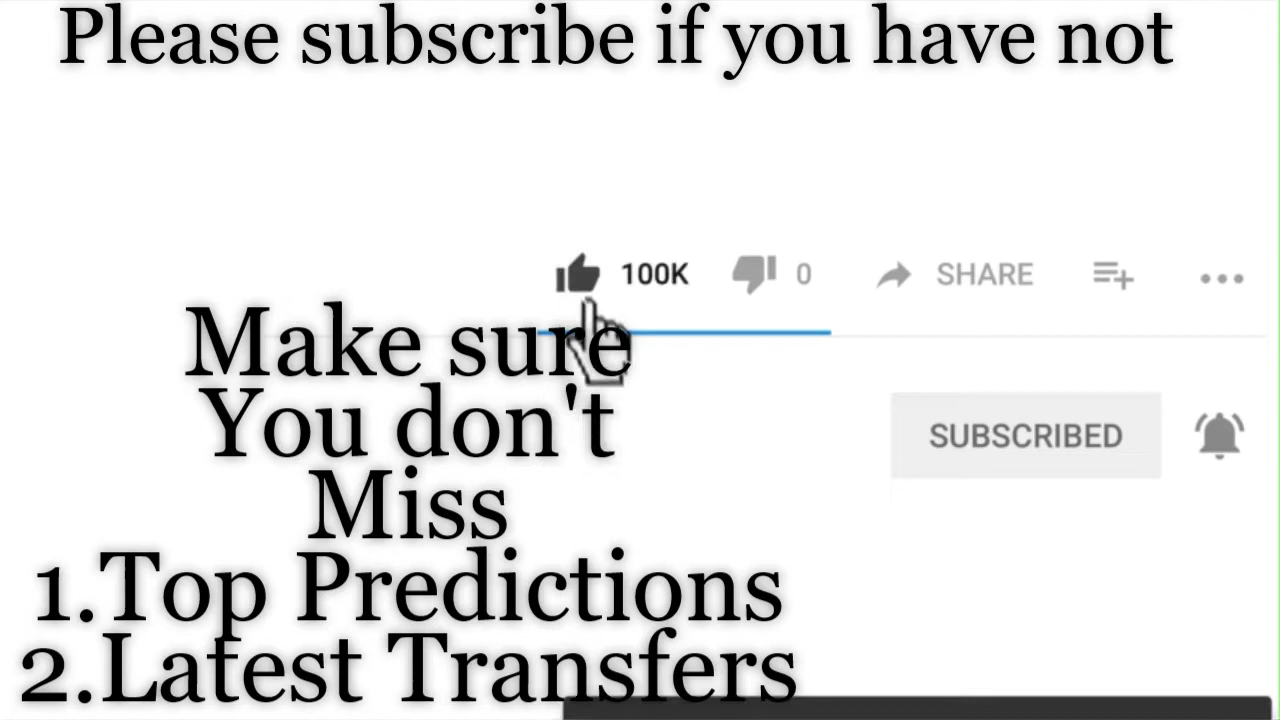 Please subscribe if you have not
100K 0 SHARE
Make sure
You don't
SUBSCRIBED
Miss
1.Top Predictions
2.Latest Transfers